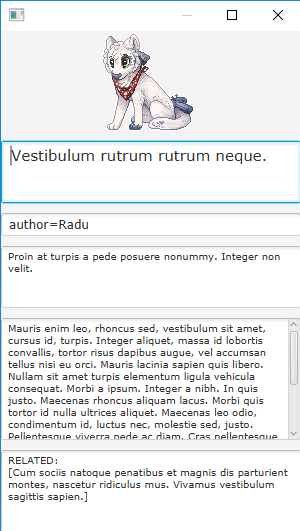 Vestibulum rutrum rutrum neque.
author=Radu
Proin at turpis a pede posuere nonummy. Integer non
velit.
Mauris enim leo, rhoncus sed, vestibulum sit amet,
cursus id, turpis. Integer aliquet, massa id lobortis
convallis, tortor risus dapibus augue, vel accumsan
tellus nisi eu orci. Mauris lacinia sapien quis libero.
Nullam sit amet turpis elementum ligula vehicula
consequat. Morbi a ipsum. Integer a nibh. In quis
justo. Maecenas rhoncus aliquam lacus. Morbi quis
tortor id nulla ultrices aliquet. Maecenas leo odio,
condimentum id, luctus nec, molestie sed, justo.
Pellentesque viverra pede ac diam. Cras pellentesque
RELATED:
[Cum sociis natoque penatibus et magnis dis parturient
montes, nascetur ridiculus mus. Vivamus vestibulum
sagittis sapien.]